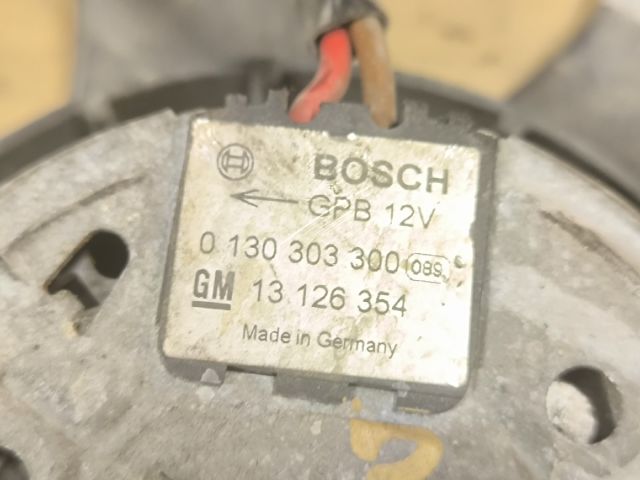 BOSCH
GPB 12V
0 130 303 300 089
GM 13 126 354
Made in Germany